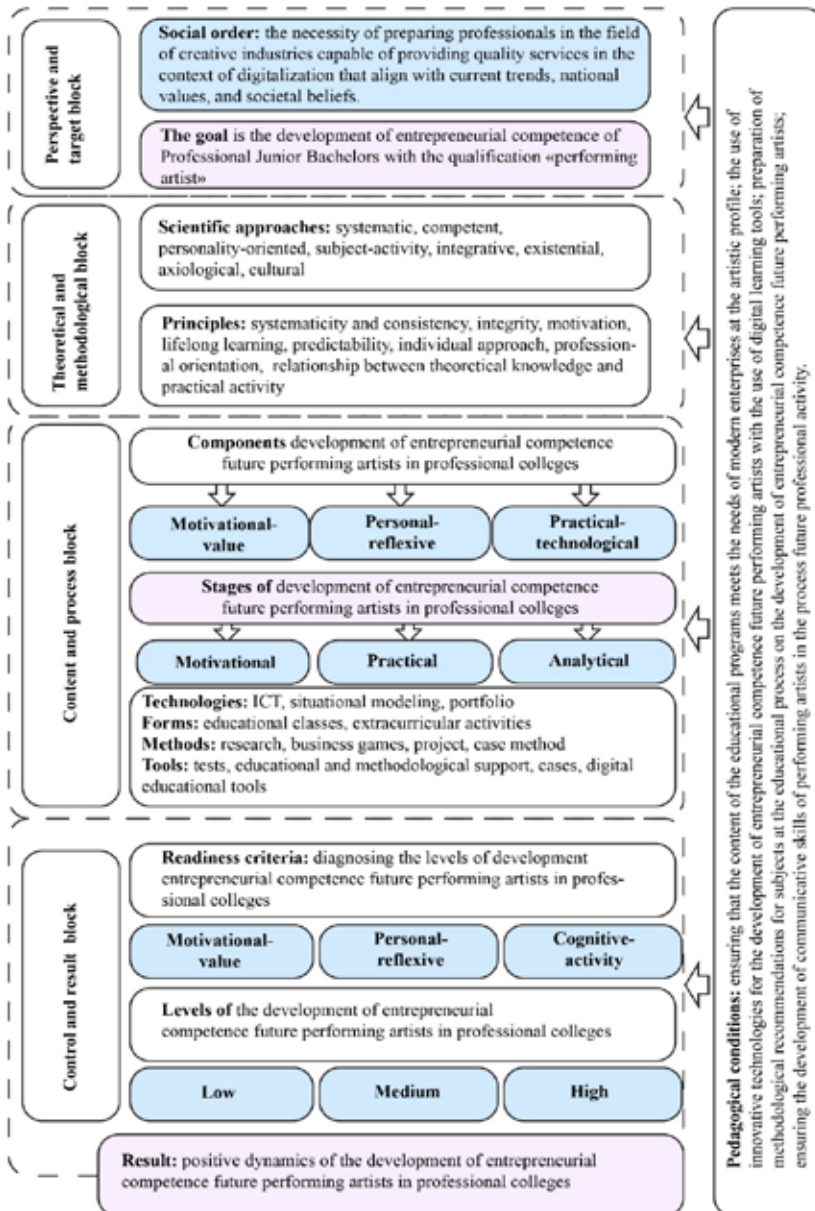 Perspective and
target block
Social order: the necessity of preparing professionals in the field
of creative industries capable of providing quality services in the
context of digitalization that align with current trends, national
values, and societal beliefs.
The goal is the development of entrepreneurial competence of
Professional Junior Bachelors with the qualification «performing
artist»
Theoretical and
methodological block
Scientific approaches: systematic, competent,
personality-oriented, subject-activity, integrative, existential,
axiological, cultural
Principles: systematicity and consistency, integrity, motivation,
lifelong learning, predictability, individual approach, profession-
al orientation, relationship between theoretical knowledge and
practical activity
Content and process block
Components development of entrepreneurial competence
future performing artists in professional colleges
Motivational-
value
Personal-
reflexive
Practical-
technological
Stages of development of entrepreneurial competence
future performing artists in professional colleges
Motivational
Practical
Analytical
Technologies: ICT, situational modeling, portfolio
Forms: educational classes, extracurricular activities
Methods: research, business games, project, case method
Tools: tests, educational and methodological support, cases, digital
educational tools
Control and result block
Readiness criteria: diagnosing the levels of development
entrepreneurial competence future performing artists in profes-
sional colleges
Motivational-
value
Personal-
reflexive
Cognitive-
activity
Levels of the development of entrepreneurial
competence future performing artists in professional colleges
Low
Medium
High
Result: positive dynamics of the development of entrepreneurial
competence future performing artists in professional colleges
Pedagogical conditions: ensuring that the content of the educational programs meets the needs of modern enterprises at the artistic profile; the use of
innovative technologies for the development of entrepreneurial competence future performing artists with the use of digital learning tools; preparation of
methodological recommendations for subjects at the educational process on the development of entrepreneurial competence future performing artists;
ensuring the development of communicative skills of performing artists in the process future professional activity.